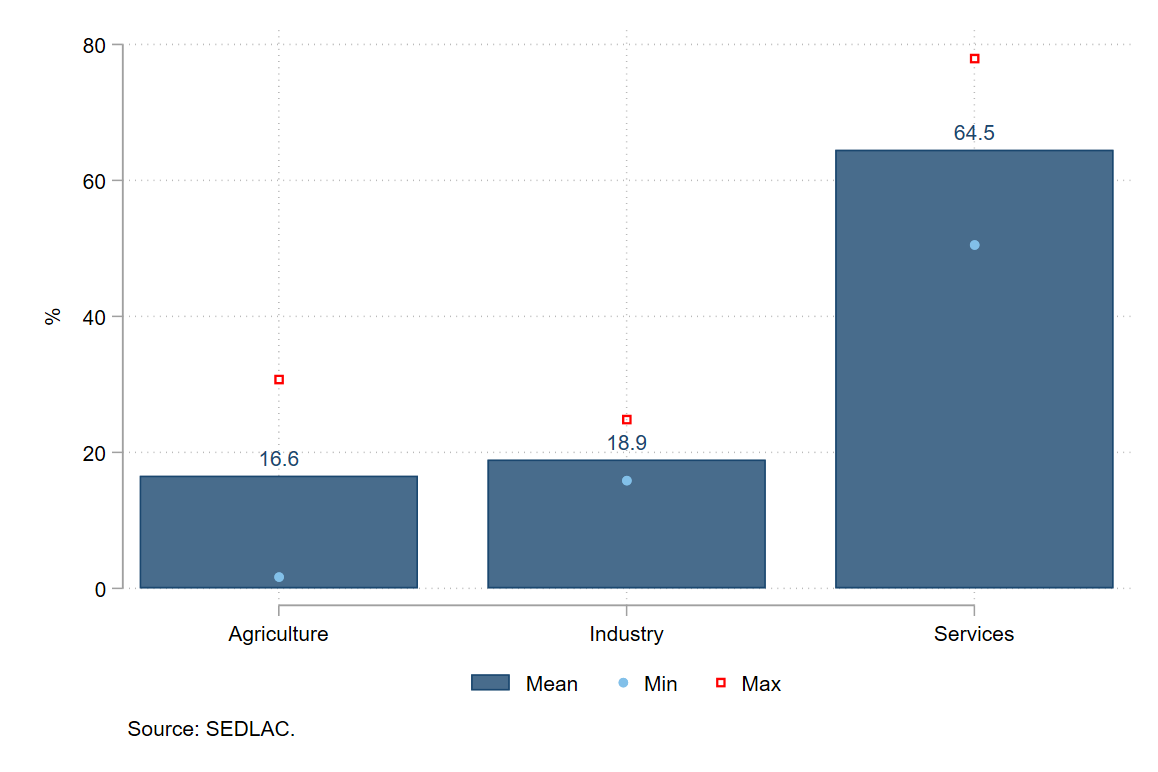 80
64.5
60
%
40
20
16.6
18.9
0
Agriculture
Industry
Services
Mean
Min
Max
Source: SEDLAC.